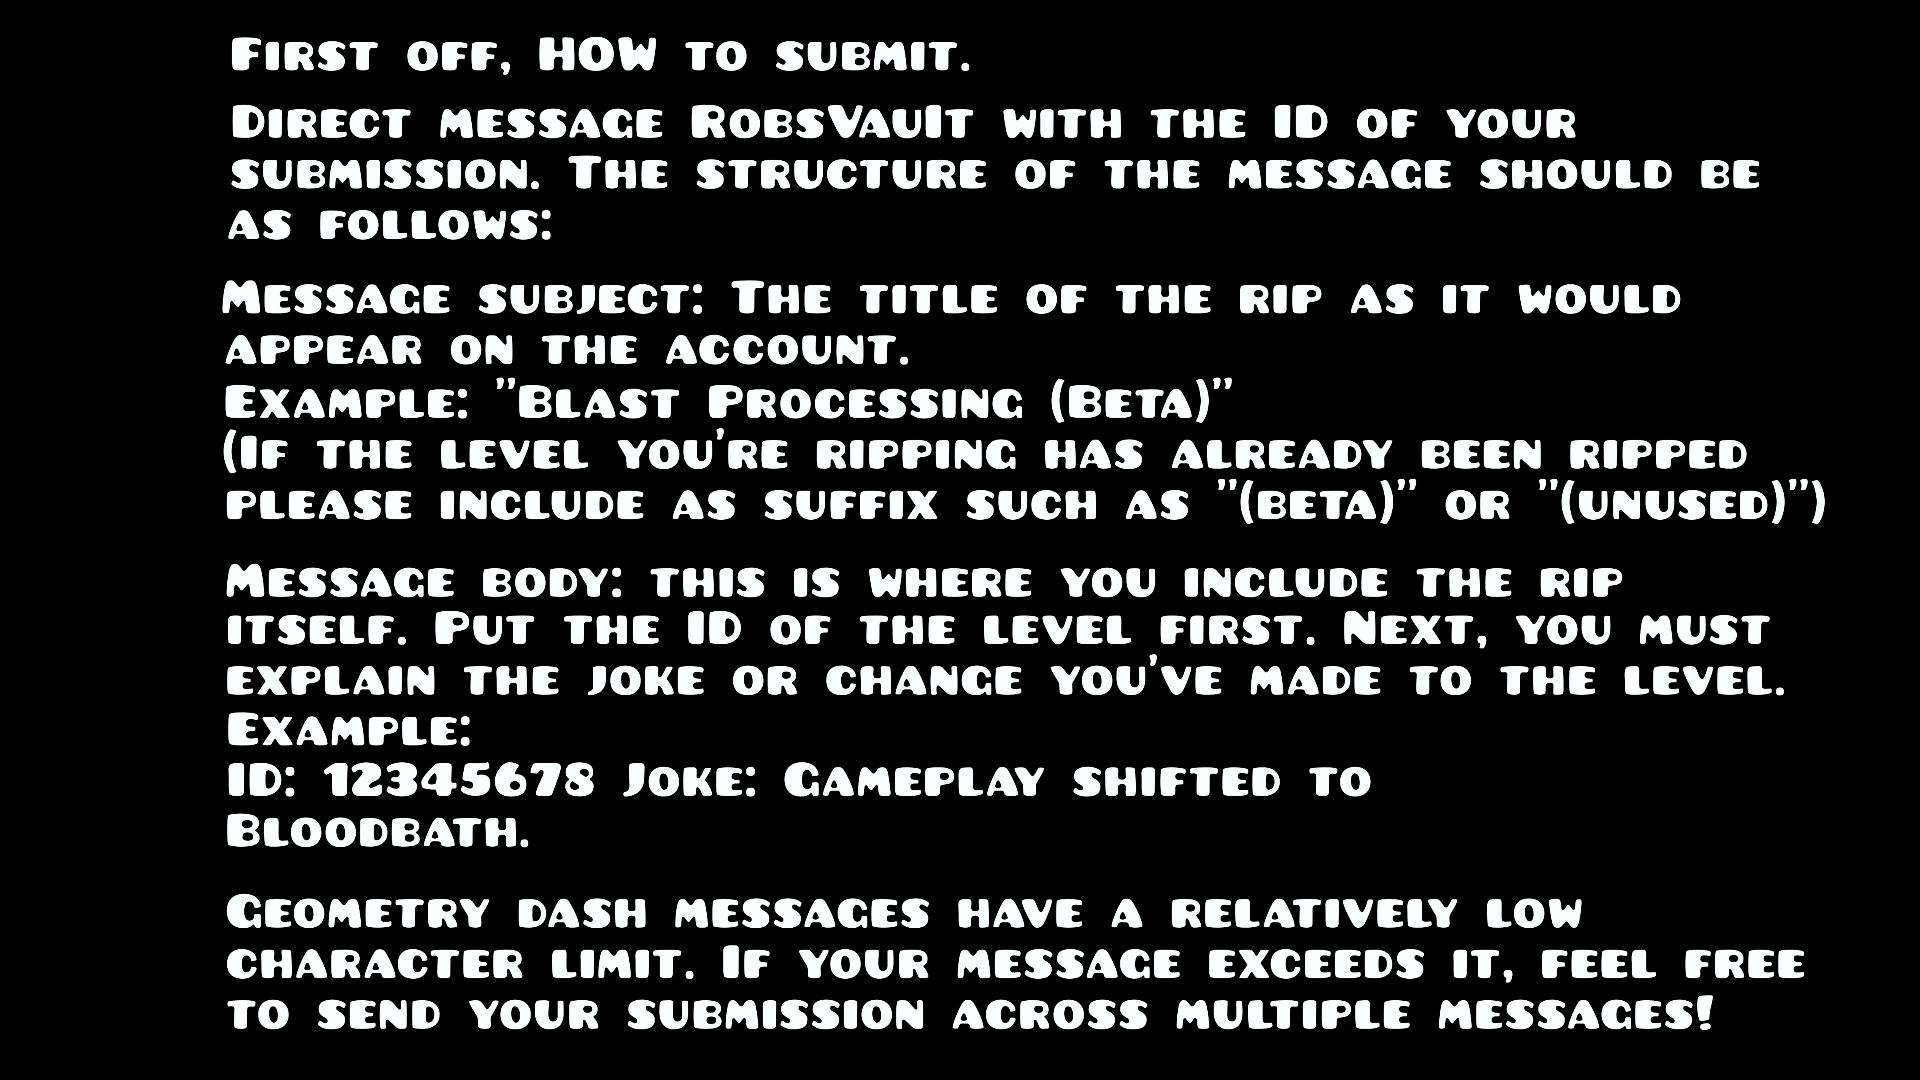 First off, HOW to submit.
Direct message RobsVauIt with the ID of your
submission. The structure of the message should be
as follows:
Message subject: The title of the rip as it would
appear on the account.
Example: "Blast Processing (Beta)"
(If the level you're ripping has already been ripped
please include as suffix such as "(beta)" or "(unused)")
Message body: this is where you include the rip
itself. Put the ID of the level first. Next, you must
explain the joke or change you've made to the level.
Example:
ID: 12345678 Joke: Gameplay shifted to
Bloodbath.
Geometry dash messages have a relatively low
character limit. If your message exceeds it, feel free
to send your submission across multiple messages!